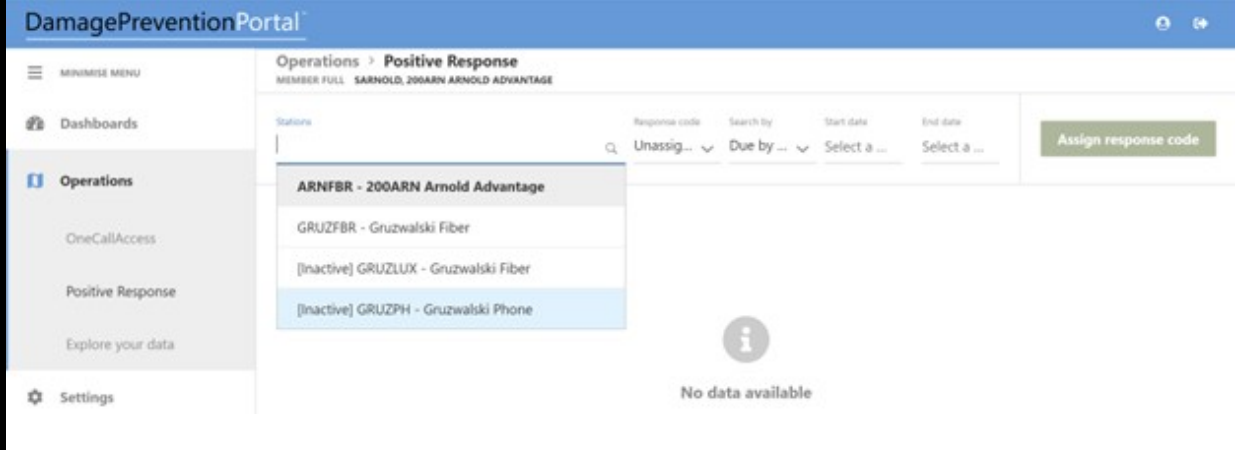 DamagePreventionPortal
MINIMISE MENU
Dashboards
Operations
OneCallAccess
Positive Response
Explore your data
Settings
Operations > Positive Response
MEMBER FULL SARNOLD, 200ARN ARNOLD ADVANTAGE
Stations
ARNFBR - 200ARN Arnold Advantage
GRUZFBR - Gruzwalski Fiber
[Inactive] GRUZLUX - Gruzwalski Fiber
[Inactive] GRUZPH - Gruzwalski Phone
Response code
Unassig...
Search by
Due by ...
Start date
Select a ...
End date
Select a ...
Assign response code
No data available